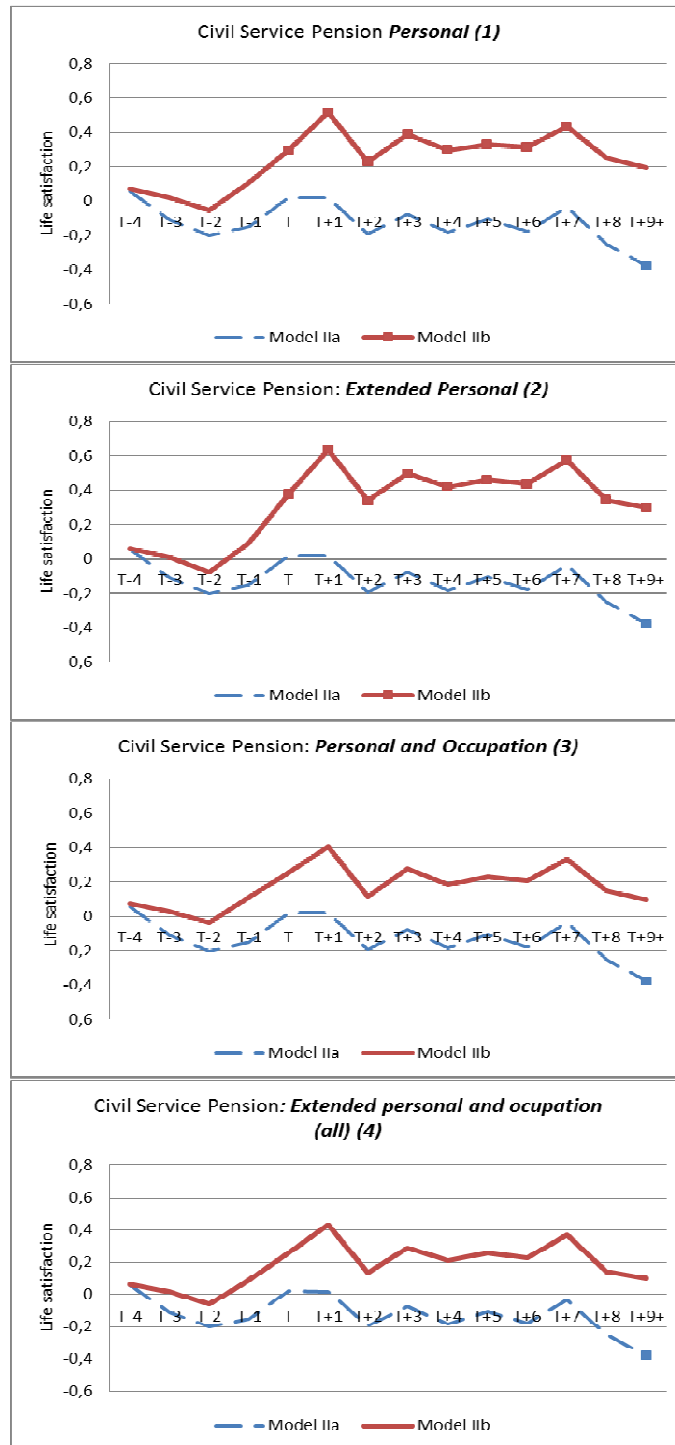 Civil Service Pension Personal (1)
0,8
0,6
0,4
0,2
0
-0,2
-0,4
-0,6
Life satisfaction
T-4 T-3 T-2 T-1 T T+1 T+2 T+3 T+4 T+5 T+6 T+7 T+8 T+9+
Model IIa Model IIb
Civil Service Pension: Extended Personal (2)
0,8
0,6
0,4
0,2
0
-0,2
-0,4
0,6
Life satisfaction
T-4 T-3 T-2 T-1 T T+1 T+2 T+3 T+4 T+5 T+6 T+7 T+8 T+9+
Model IIa Model IIb
Civil Service Pension: Personal and Occupation (3)
0,8
0,6
0,4
0,2
0
0,2
-0,4
0,6
Life satisfaction
T-4 T-3 T-2 T-1 T T+1 T+2 T+3 T+4 T+5 T+6 T+7 T+8 T+9+
Model IIa Model IIb
Civil Service Pension: Extended personal and ocupation
(all) (4)
0,8
0,6
0,4
0,2
0
-0,2
-0,4
-0,6
Life satisfaction
T-4 T-3 T-2 T-1 T T+1 T+2 T+3 T+4 T+5 T+6 T+7 T+8 T+9+
Model IIa Model IIb